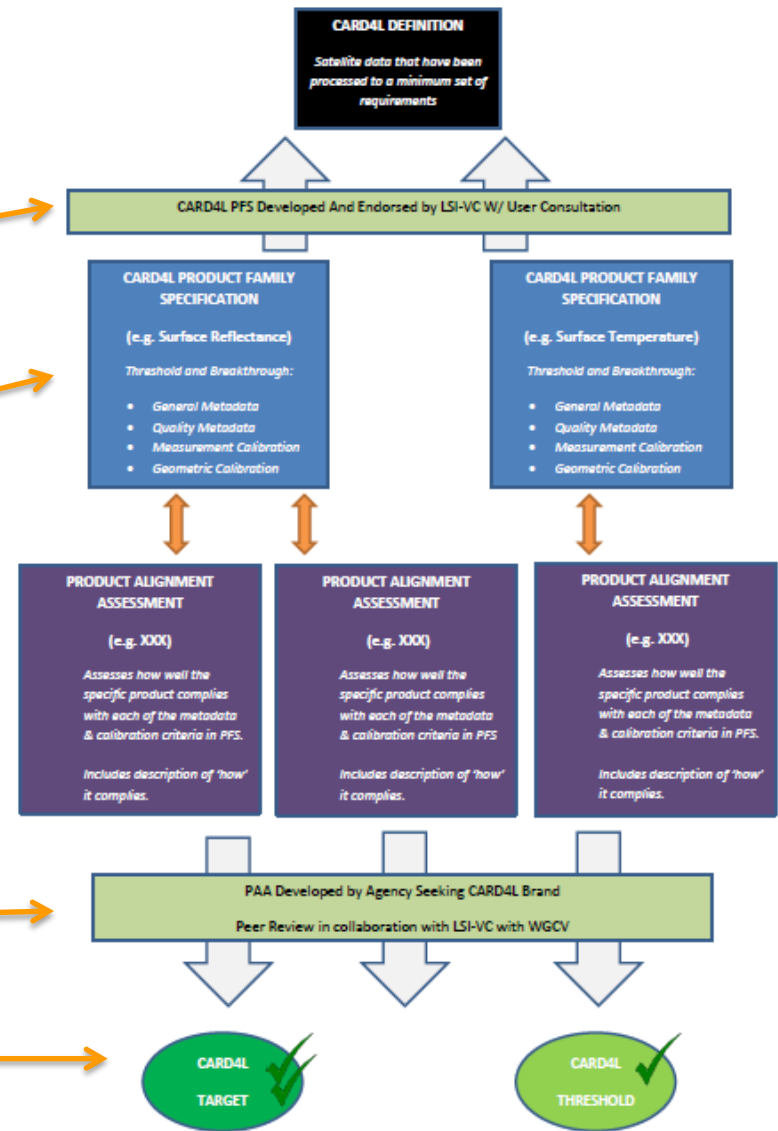 CARD4L DEFINITION
Satellite data that have been
processed to a minimum set of
requirements
CARD4L PFS Developed And Endorsed by LSI-VC W/ User Consultation
CARD4L PRODUCT FAMILY
SPECIFICATION
(e.g. Surface Reflectance)
Threshold and Breakthrough:
• General Metadata
• Quality Metadata
• Measurement Calibration
• Geometric Calibration
CARD4L PRODUCT FAMILY
SPECIFICATION
(e.g. Surface Temperature)
Threshold and Breakthrough:
• General Metadata
• Quality Metadata
• Measurement Calibration
• Geometric Calibration
PRODUCT ALIGNMENT
ASSESSMENT
(e.g. XXX)
Assesses how well the
specific product complies
with each of the metadata
& calibration criteria in PFS.
Includes description of 'how'
it complies.
PRODUCT ALIGNMENT
ASSESSMENT
(e.g. XXX)
Assesses how well the
specific product complies
with each of the metadata
& calibration criteria in PFS
Includes description of 'how'
it complies.
PRODUCT ALIGNMENT
ASSESSMENT
(e.g. XXX)
Assesses how well the
specific product complies
with each of the metadata
& calibration criteria in PFS.
Includes description of 'how'
it complies.
PAA Developed by Agency Seeking CARD4L Brand
Peer Review in collaboration with LSI-VC with WGCV
CARD4L
TARGET
CARD4L
THRESHOLD